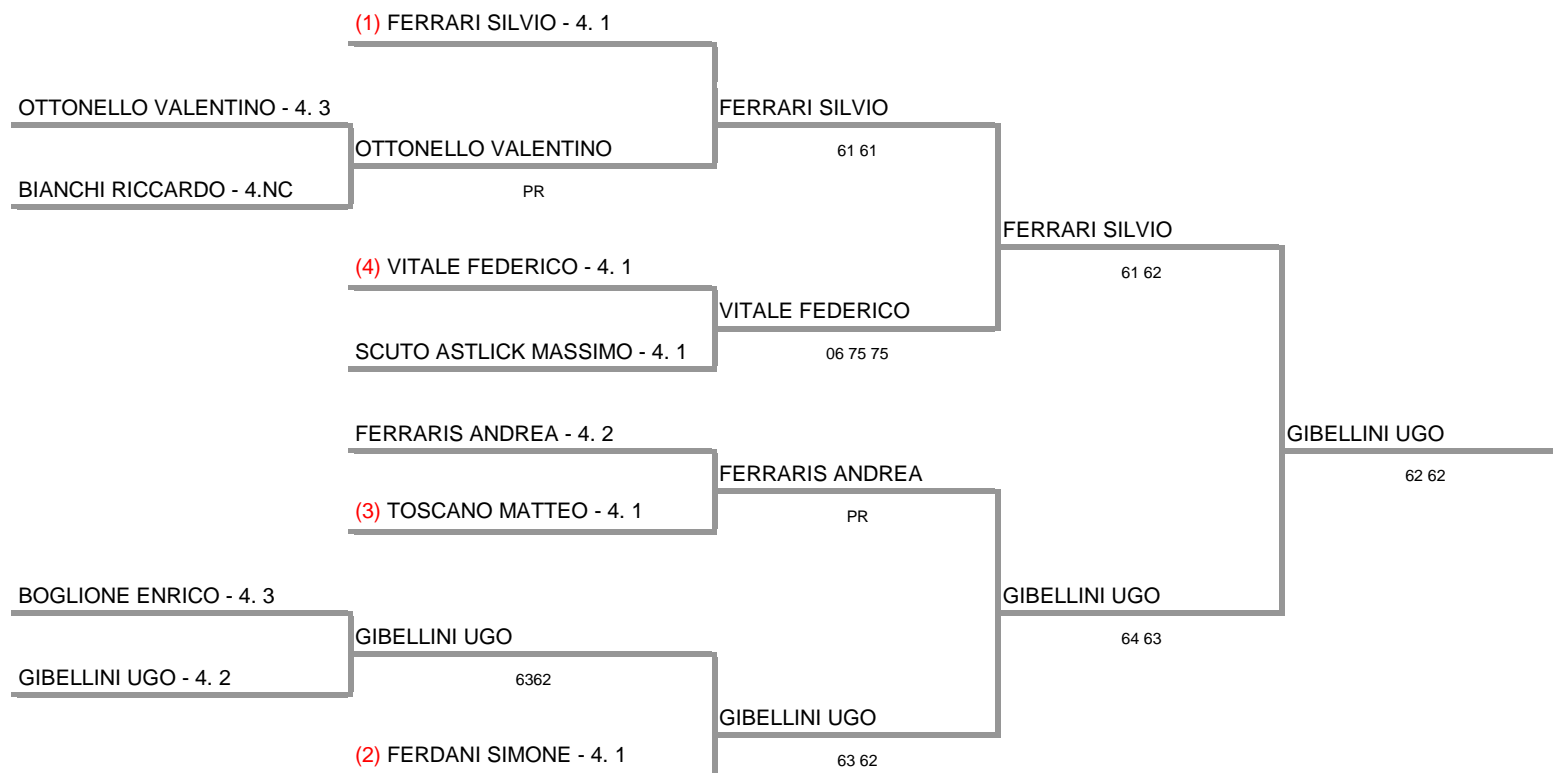 (1) FERRARI SILVIO - 4. 1
OTTONELLO VALENTINO - 4. 3
FERRARI SILVIO
OTTONELLO VALENTINO
61 61
BIANCHI RICCARDO - 4.NC
PR
FERRARI SILVIO
(4) VITALE FEDERICO - 4. 1
61 62
VITALE FEDERICO
SCUTO ASTLICK MASSIMO - 4. 1
06 75 75
FERRARIS ANDREA - 4. 2
GIBELLINI UGO
FERRARIS ANDREA
62 62
(3) TOSCANO MATTEO - 4. 1
PR
BOGLIONE ENRICO - 4. 3
GIBELLINI UGO
GIBELLINI UGO
64 63
GIBELLINI UGO - 4. 2
6362
GIBELLINI UGO
(2) FERDANI SIMONE - 4. 1
63 62